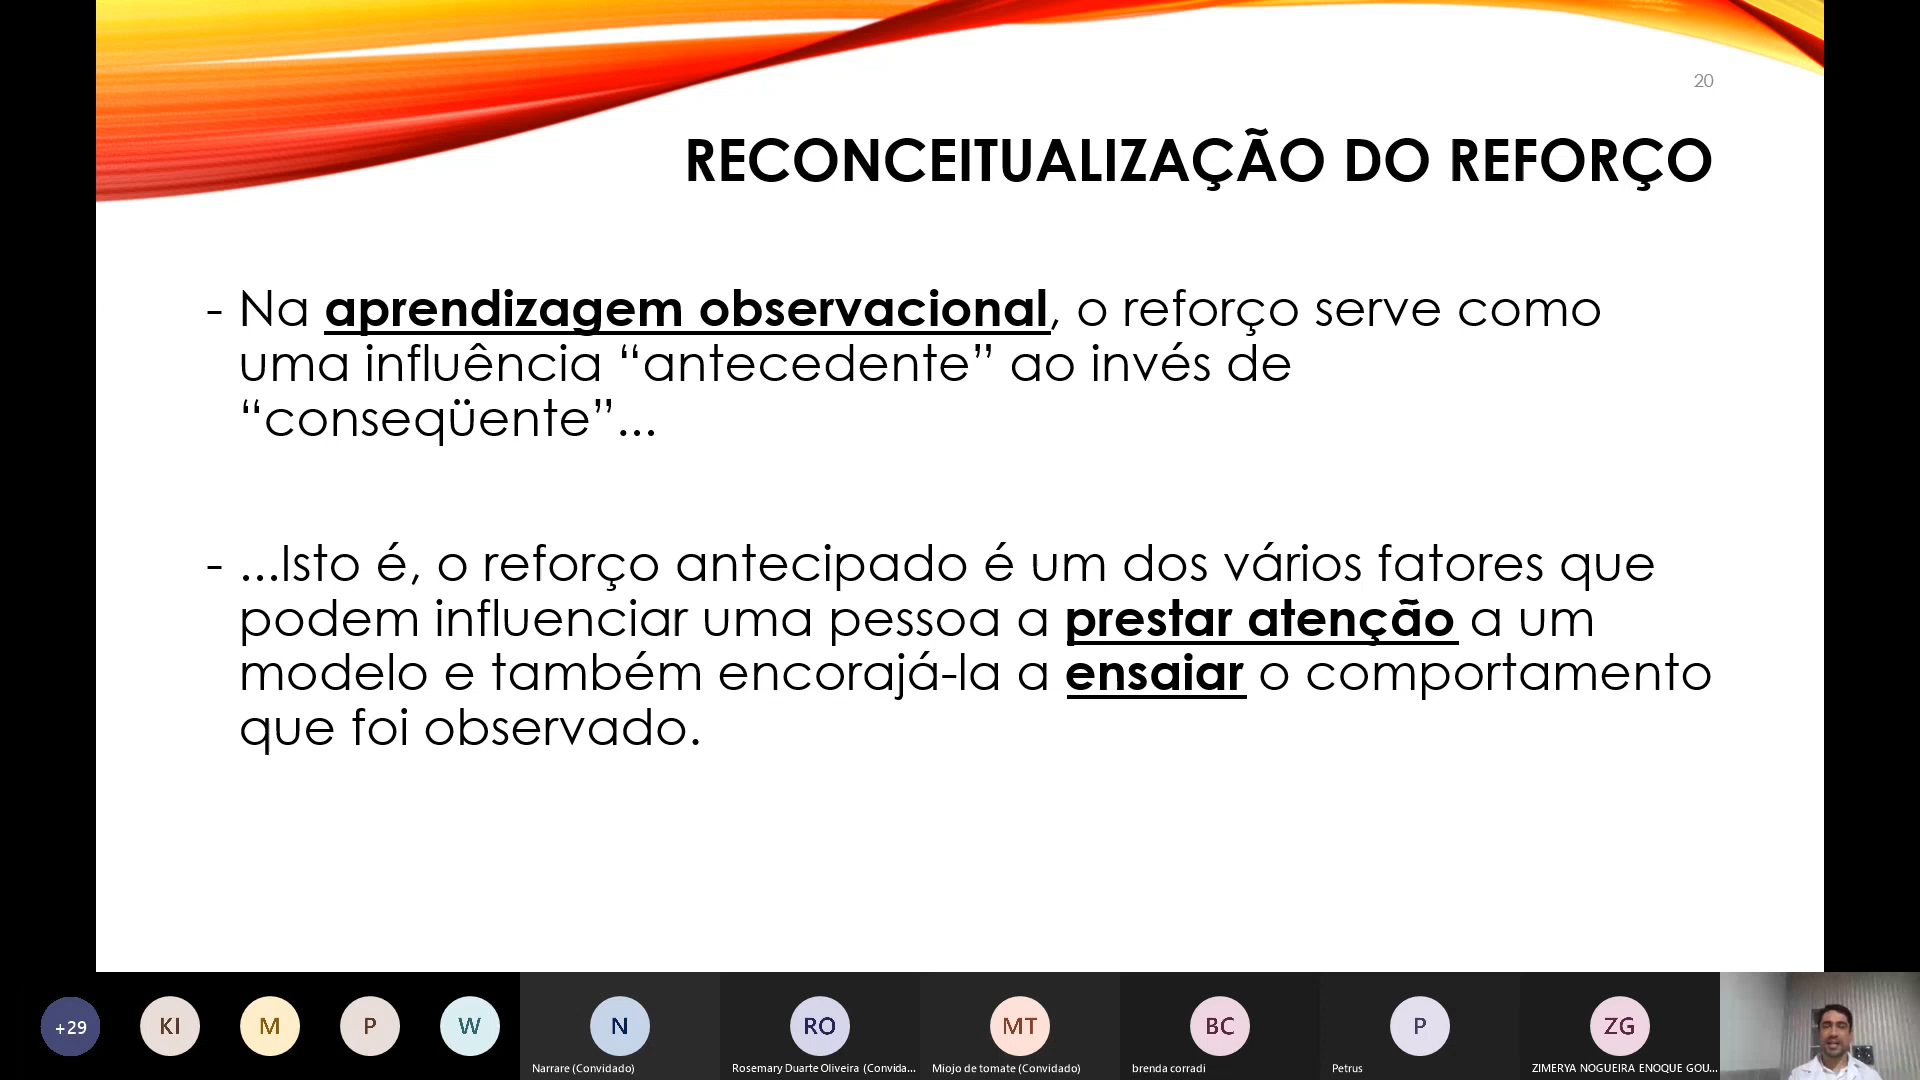 20
RECONCEITUALIZAÇÃO DO REFORÇO
- Na aprendizagem observacional, o reforço serve como
uma influência “antecedente” ao invés de
“conseqüente”...
- ...Isto é, o reforço antecipado é um dos vários fatores que
podem influenciar uma pessoa a prestar atenção a um
modelo e também encorajá-la a ensaiar o comportamento
que foi observado.
+29 KI M P W N RO MT BC P ZG
Narrare (Convidado) Rosemary Duarte Oliveira (Convida... Miojo de tomate (Convidado) brenda corradi Petrus ZIMERYA NOGUEIRA ENOQUE GOU...